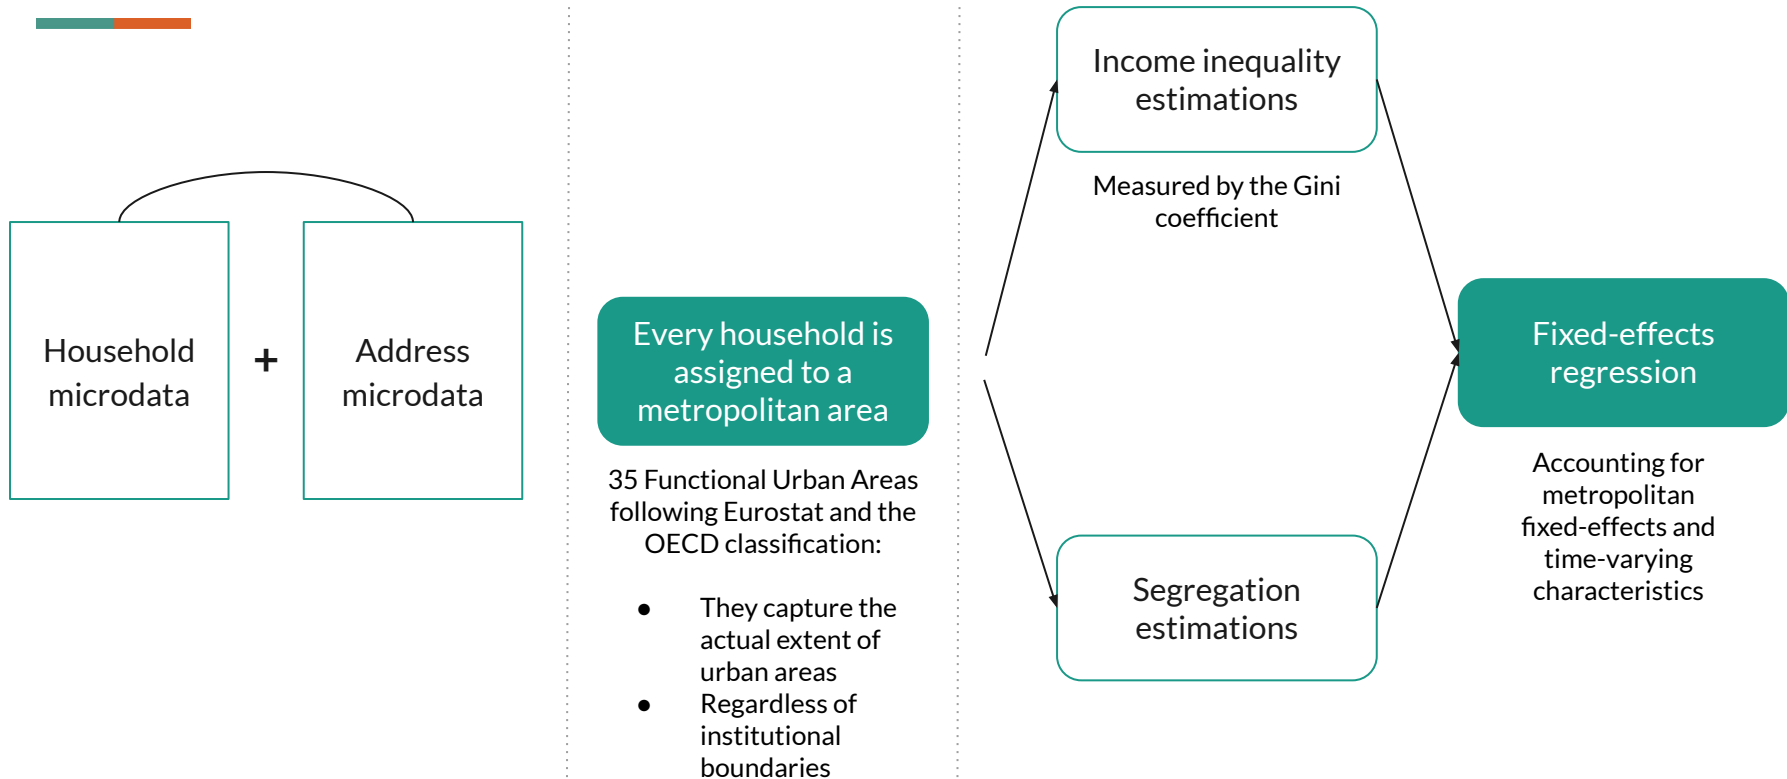 Household
microdata
+
Address
microdata
Every household is
assigned to a
metropolitan area
35 Functional Urban Areas
following Eurostat and the
OECD classification:
● They capture the
actual extent of
urban areas
● Regardless of
institutional
boundaries
Income inequality
estimations
Measured by the Gini
coefficient
Segregation
estimations
Fixed-effects
regression
Accounting for
metropolitan
fixed-effects and
time-varying
characteristics